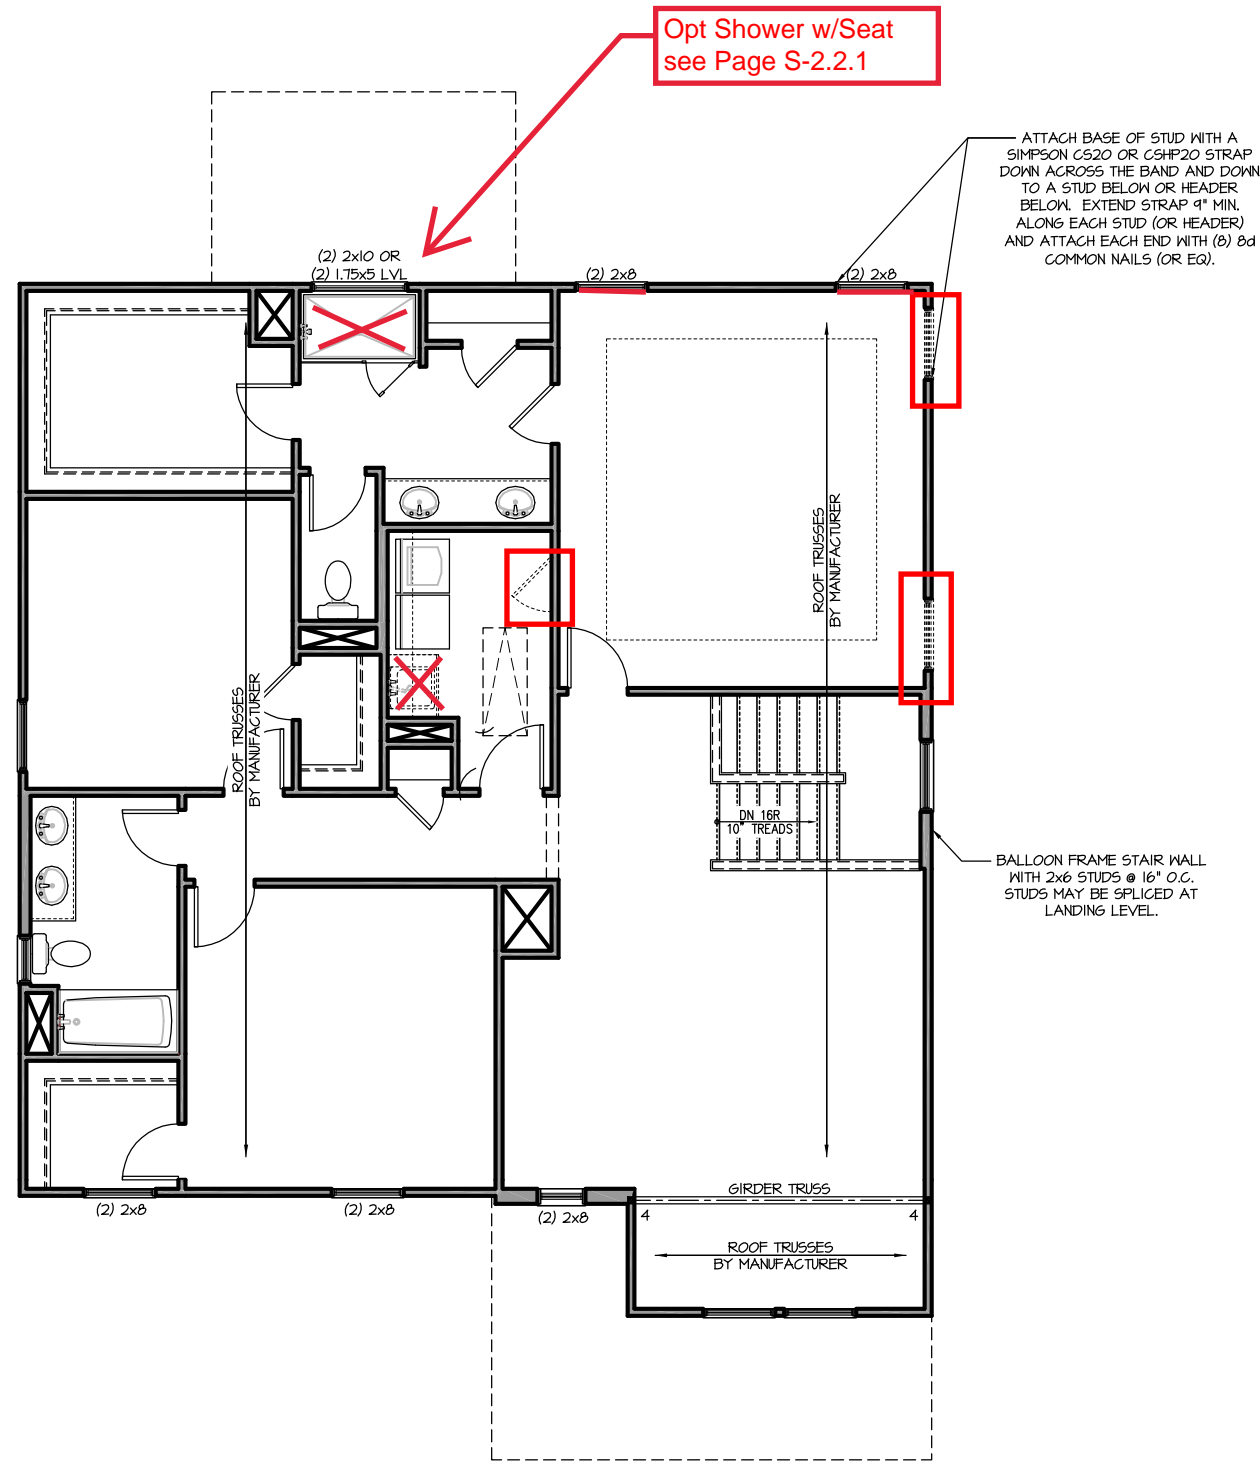 Opt Shower w/Seat
see Page S-2.2.1
ATTACH BASE OF STUD WITH A
SIMPSON CS20 OR CSHP20 STRAP
DOWN ACROSS THE BAND AND DOWN
TO A STUD BELOW OR HEADER
BELOW. EXTEND STRAP 9" MIN.
ALONG EACH STUD (OR HEADER)
AND ATTACH EACH END WITH (8) 8d
COMMON NAILS (OR EQ).
(2) 2x10 OR
(2) 1.75x5 LVL
(2) 2x8
(2) 2x8
ROOF TRUSSES
BY MANUFACTURER
ROOF TRUSSES
BY MANUFACTURER
DN 16R
10" TREADS
BALLOON FRAME STAIR WALL
WITH 2x6 STUDS @ 16" O.C.
STUDS MAY BE SPLICED AT
LANDING LEVEL.
GIRDER TRUSS
(2) 2x8
(2) 2x8
(2) 2x8
4
4
ROOF TRUSSES
BY MANUFACTURER